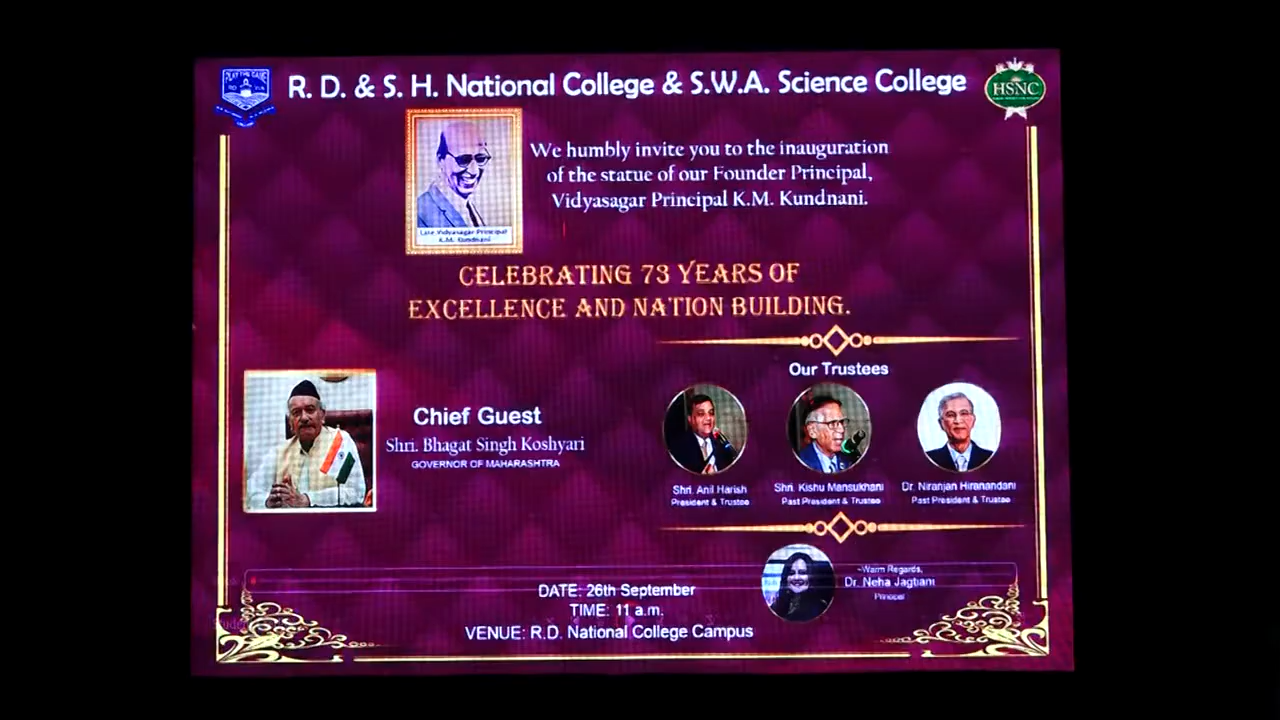 PLAY THE GAME
R. D. & S. H. National College & S.W.A. Science College
HSNC
We humbly invite you to the inauguration
of the statue of our Founder Principal,
Vidyasagar Principal K.M. Kundnani.
Late Vidyasagar Principal
K.M. Kundnani
CELEBRATING 73 YEARS OF
EXCELLENCE AND NATION BUILDING.
Chief Guest
Shri. Bhagat Singh Koshyari
GOVERNOR OF MAHARASHTRA
Our Trustees
Shri. Anil Harish
President & Trustee
Shri. Kishu Mansukhani
Past President & Trustee
Dr. Niranjan Hiranandani
Past President & Trustee
~Warm Regards,
Dr. Neha Jagtiani
Principal
DATE: 26th September
TIME: 11 a.m.
VENUE: R.D. National College Campus